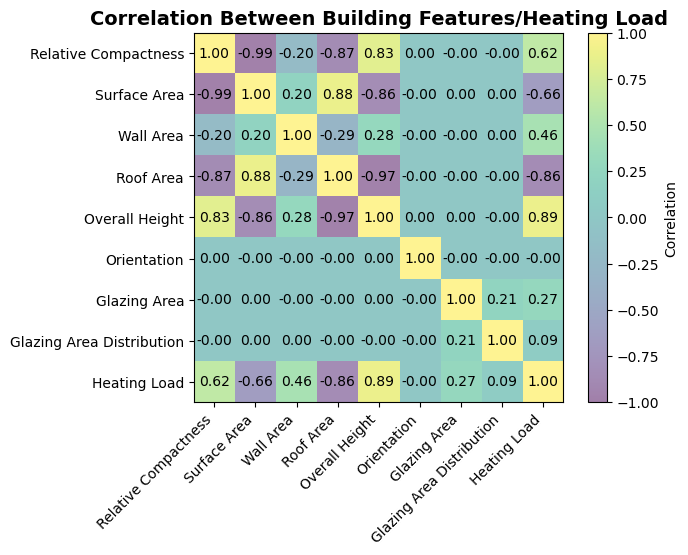 Correlation Between Building Features/Heating Load
Relative Compactness 1.00 -0.99 -0.20 -0.87 0.83 0.00 -0.00 -0.00 0.62
Surface Area -0.99 1.00 0.20 0.88 -0.86 -0.00 0.00 0.00 -0.66
Wall Area -0.20 0.20 1.00 -0.29 0.28 -0.00 -0.00 0.00 0.46
Roof Area -0.87 0.88 -0.29 1.00 -0.97 -0.00 -0.00 -0.00 -0.86
Overall Height 0.83 -0.86 0.28 -0.97 1.00 0.00 0.00 -0.00 0.89
Orientation 0.00 -0.00 -0.00 -0.00 0.00 1.00 -0.00 -0.00 -0.00
Glazing Area -0.00 0.00 -0.00 -0.00 0.00 -0.00 1.00 0.21 0.27
Glazing Area Distribution -0.00 0.00 0.00 -0.00 -0.00 -0.00 0.21 1.00 0.09
Heating Load 0.62 -0.66 0.46 -0.86 0.89 -0.00 0.27 0.09 1.00
Relative Compactness
Surface Area
Wall Area
Roof Area
Overall Height
Orientation
Glazing Area
Glazing Area Distribution
Heating Load
1.00
0.75
0.50
0.25
0.00
−0.25
−0.50
−0.75
−1.00
Correlation